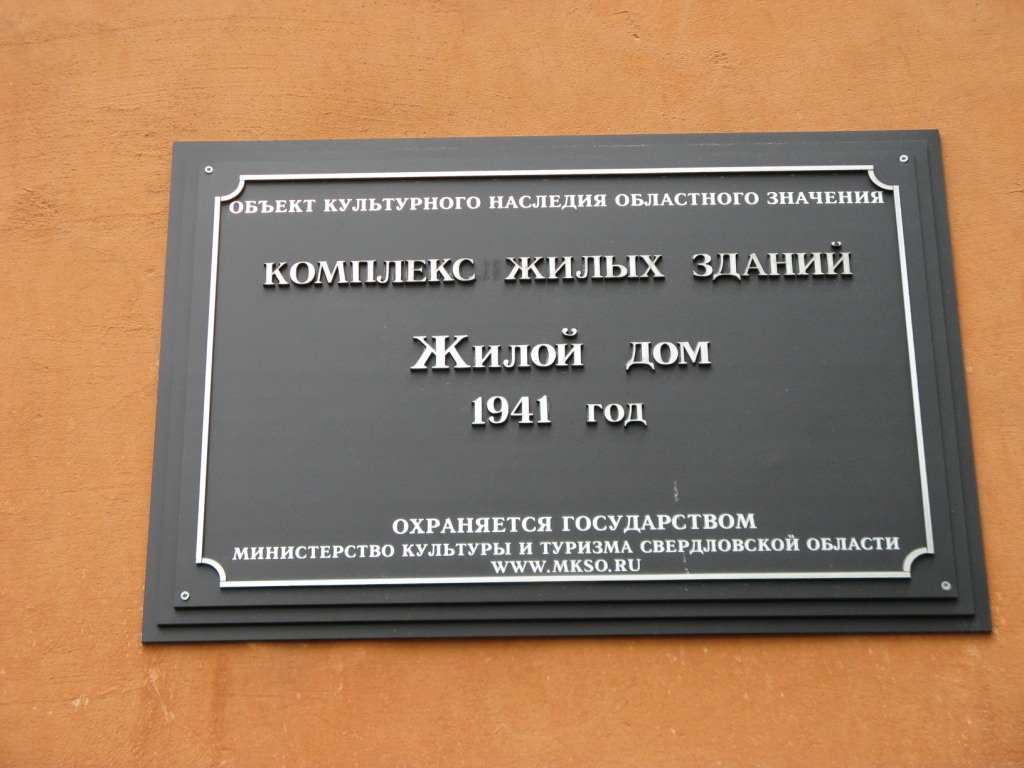 ОБЪЕКТ КУЛЬТУРНОГО НАСЛЕДИЯ ОБЛАСТНОГО ЗНАЧЕНИЯ
КОМПЛЕКС ЖИЛЫХ ЗДАНИЙ
Жилой дом
1941 год
ОХРАНЯЕТСЯ ГОСУДАРСТВОМ
МИНИСТЕРСТВО КУЛЬТУРЫ И ТУРИЗМА СВЕРДЛОВСКОЙ ОБЛАСТИ
WWW.MKSO.RU